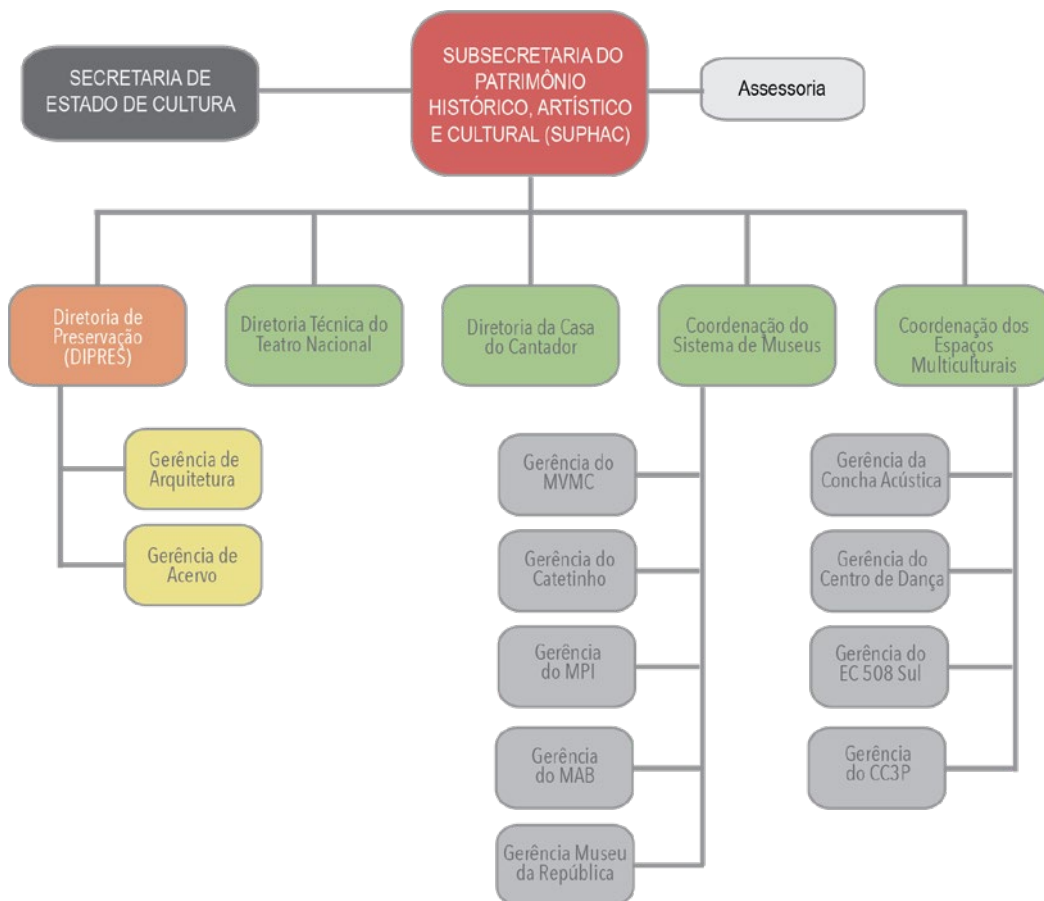 SECRETARIA DE
ESTADO DE CULTURA
SUBSECRETARIA DO
PATRIMÔNIO
HISTÓRICO, ARTÍSTICO
E CULTURAL (SUPHAC)
Assessoria
Diretoria de
Preservação
(DIPRES)
Diretoria Técnica do
Teatro Nacional
Diretoria da Casa
do Cantador
Coordenação do
Sistema de Museus
Coordenação dos
Espaços
Multiculturais
Gerência de
Arquitetura
Gerência de
Acervo
Gerência do
MVMC
Gerência do
Catetinho
Gerência
do MPI
Gerência
do MAB
Gerência Museu
da República
Gerência da
Concha Acústica
Gerência do
Centro de Dança
Gerência do
EC 508 Sul
Gerência
do CC3P